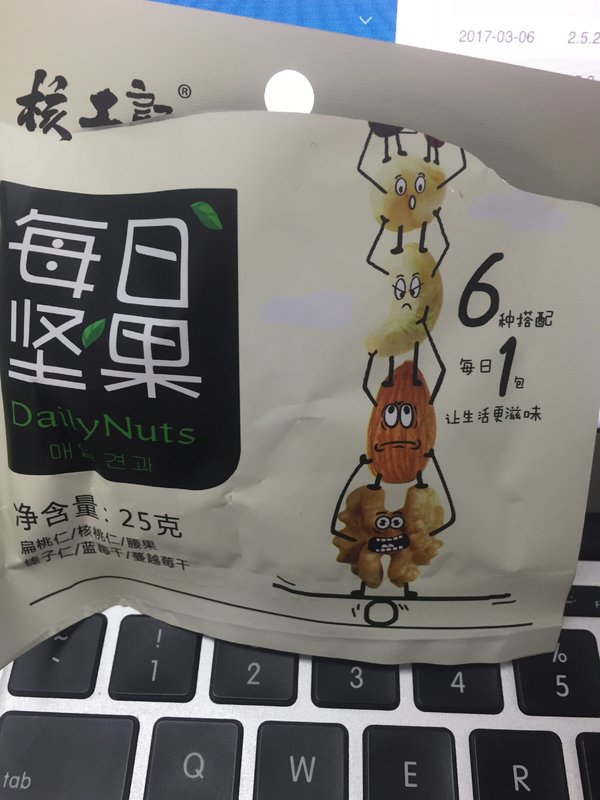 2017-03-06 2.5.2
核工记®
每日
坚果
DailyNuts
매일견과
净含量: 25克
扁桃仁/核桃仁/腰果
榛子仁/蓝莓干/蔓越莓干
6种搭配
每日1包
让生活更滋味
~
`
!
1
2
3
4
%
5
tab
Q
W
E
R